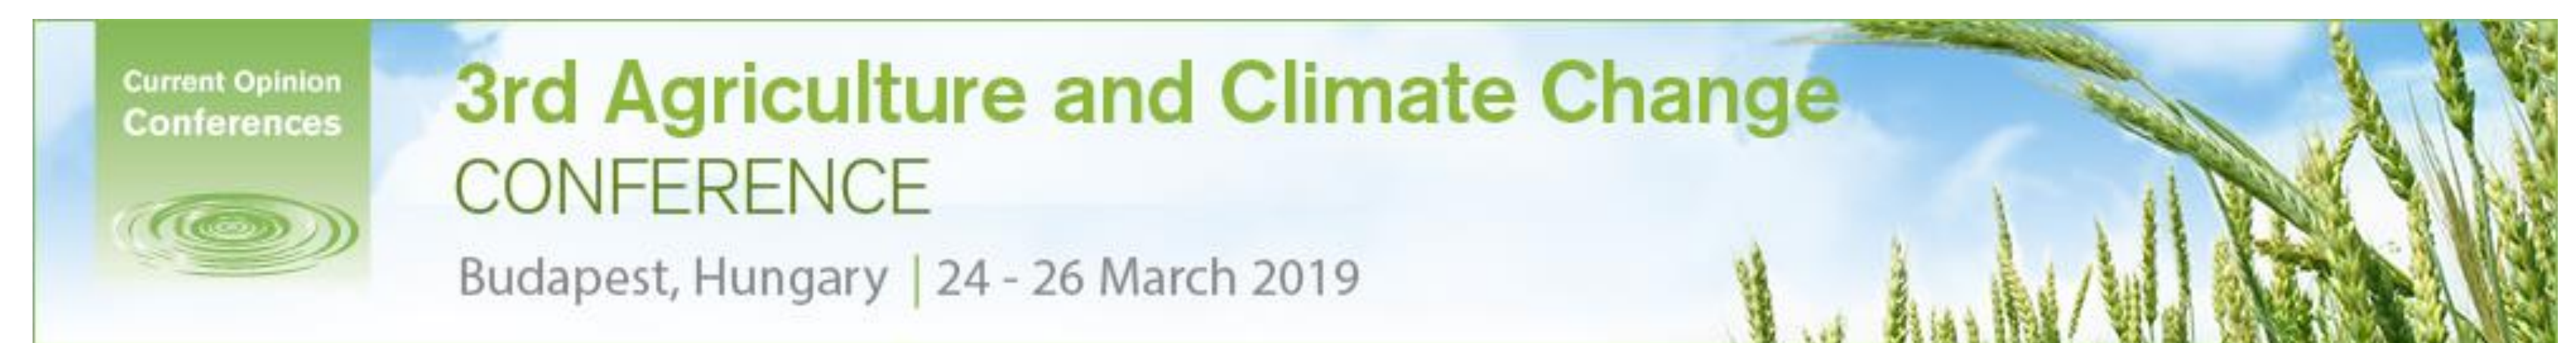 Current Opinion
Conferences
3rd Agriculture and Climate Change
CONFERENCE
Budapest, Hungary | 24 - 26 March 2019